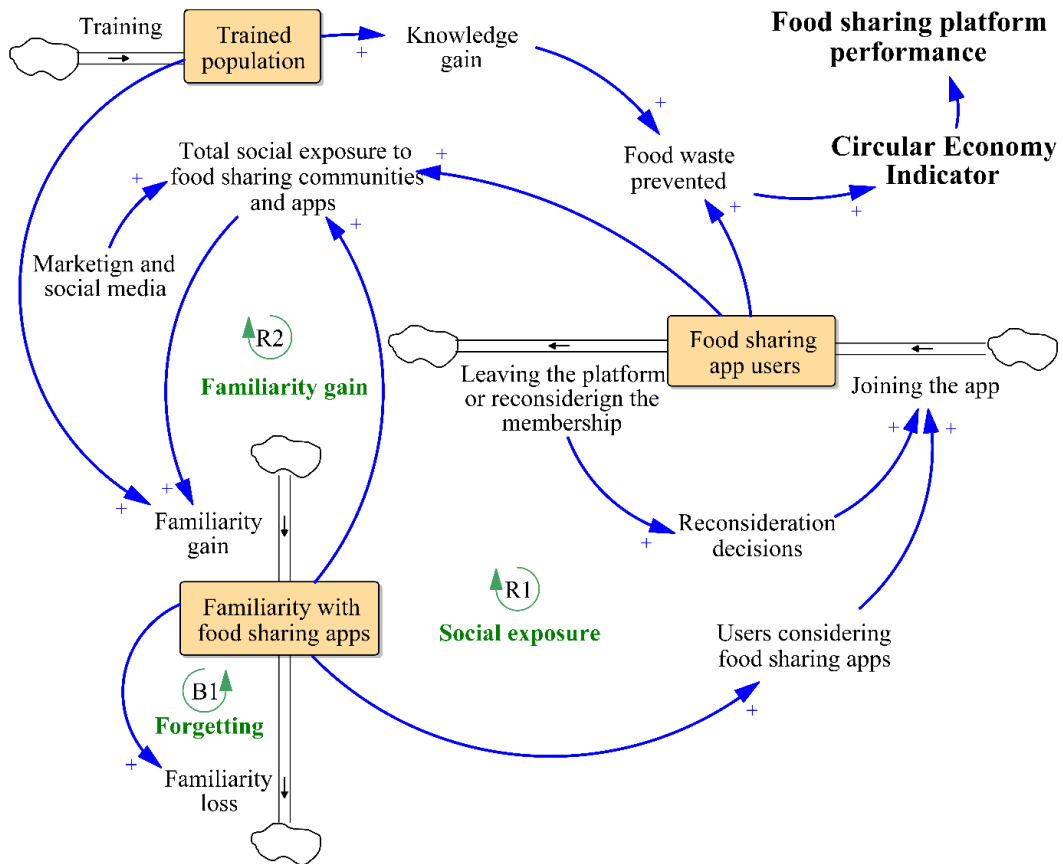 Training
Trained
population
+
Knowledge
gain
Food sharing platform
performance
+
Total social exposure to
food sharing communities
and apps
+
+
+
Food waste
prevented
+
+
Circular Economy
Indicator
Marketign and
social media
R2
Familiarity gain
Food sharing
app users
Leaving the platform
or reconsiderign the
membership
Joining the app
+
+
+
+
Familiarity
gain
+
Reconsideration
decisions
R1
Social exposure
Familiarity with
food sharing apps
Users considering
food sharing apps
B1
Forgetting
+
+
Familiarity
loss